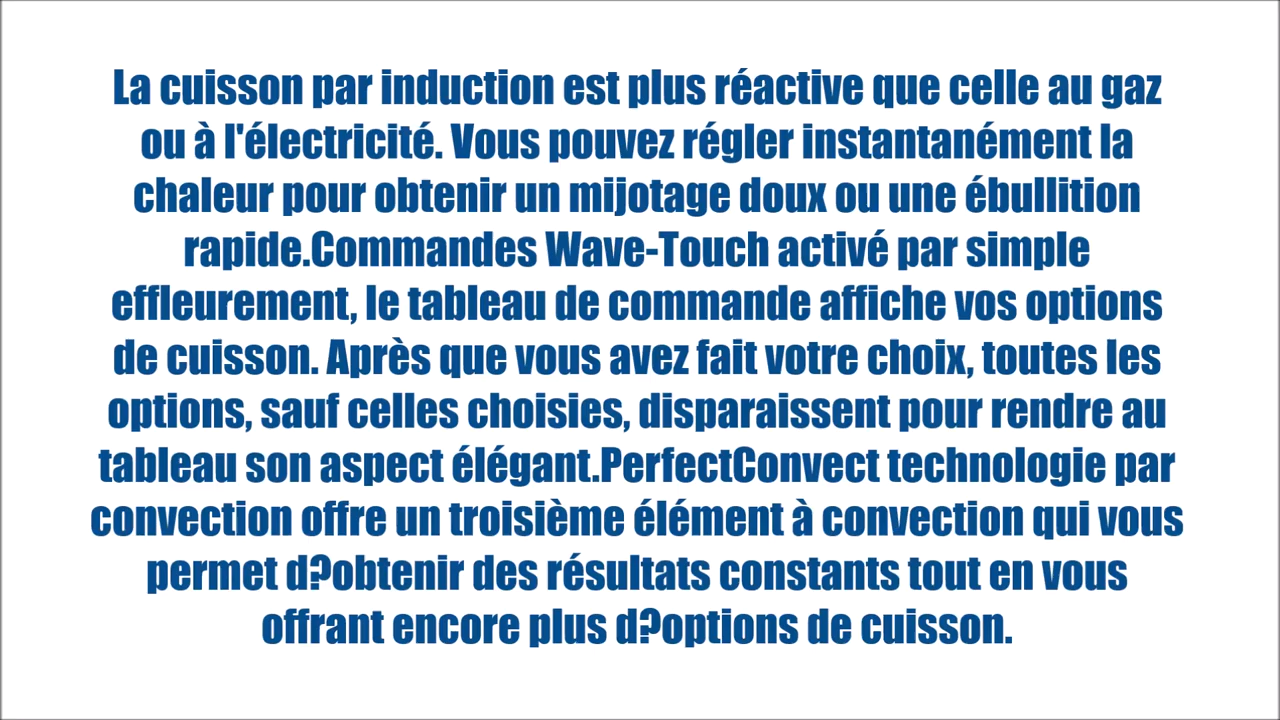 La cuisson par induction est plus réactive que celle au gaz
ou à l'électricité. Vous pouvez régler instantanément la
chaleur pour obtenir un mijotage doux ou une ébullition
rapide.Commandes Wave-Touch activé par simple
effleurement, le tableau de commande affiche vos options
de cuisson. Après que vous avez fait votre choix, toutes les
options, sauf celles choisies, disparaissent pour rendre au
tableau son aspect élégant.PerfectConvect technologie par
convection offre un troisième élément à convection qui vous
permet d?obtenir des résultats constants tout en vous
offrant encore plus d?options de cuisson.